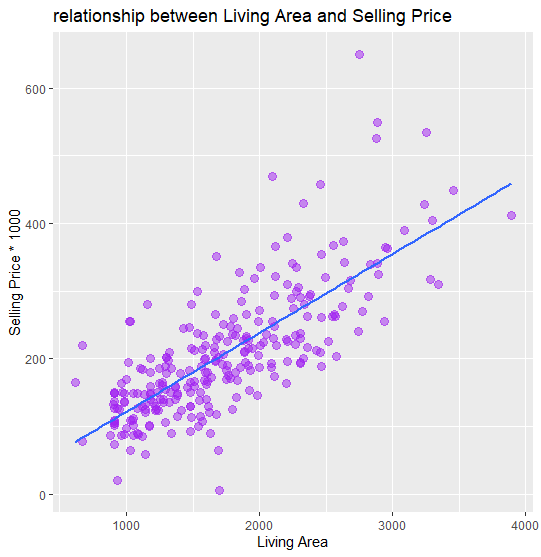 relationship between Living Area and Selling Price
Selling Price * 1000
600
400
200
0
1000 2000 3000 4000
Living Area